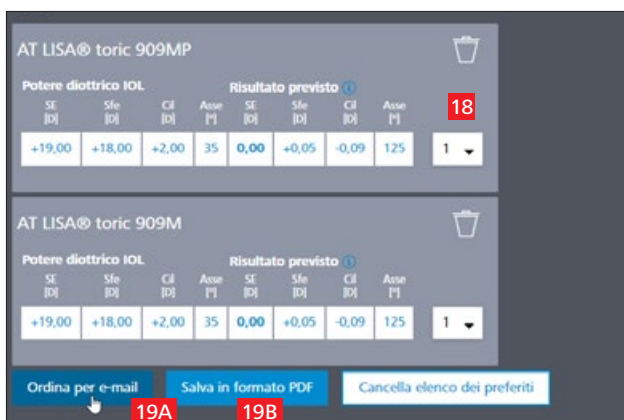 AT LISA® toric 909MP
Potere diottrico IOL Risultato previsto ⓘ
SE Sfe Cil Asse SE Sfe Cil Asse 18
[D] [D] [D] [°] [D] [D] [D] [°]
+19,00 +18,00 +2,00 35 0,00 +0,05 -0,09 125 1
AT LISA® toric 909M
Potere diottrico IOL Risultato previsto ⓘ
SE Sfe Cil Asse SE Sfe Cil Asse
[D] [D] [D] [°] [D] [D] [D] [°]
+19,00 +18,00 +2,00 35 0,00 +0,05 -0,09 125 1
Ordina per e-mail Salva in formato PDF Cancella elenco dei preferiti
19A 19B